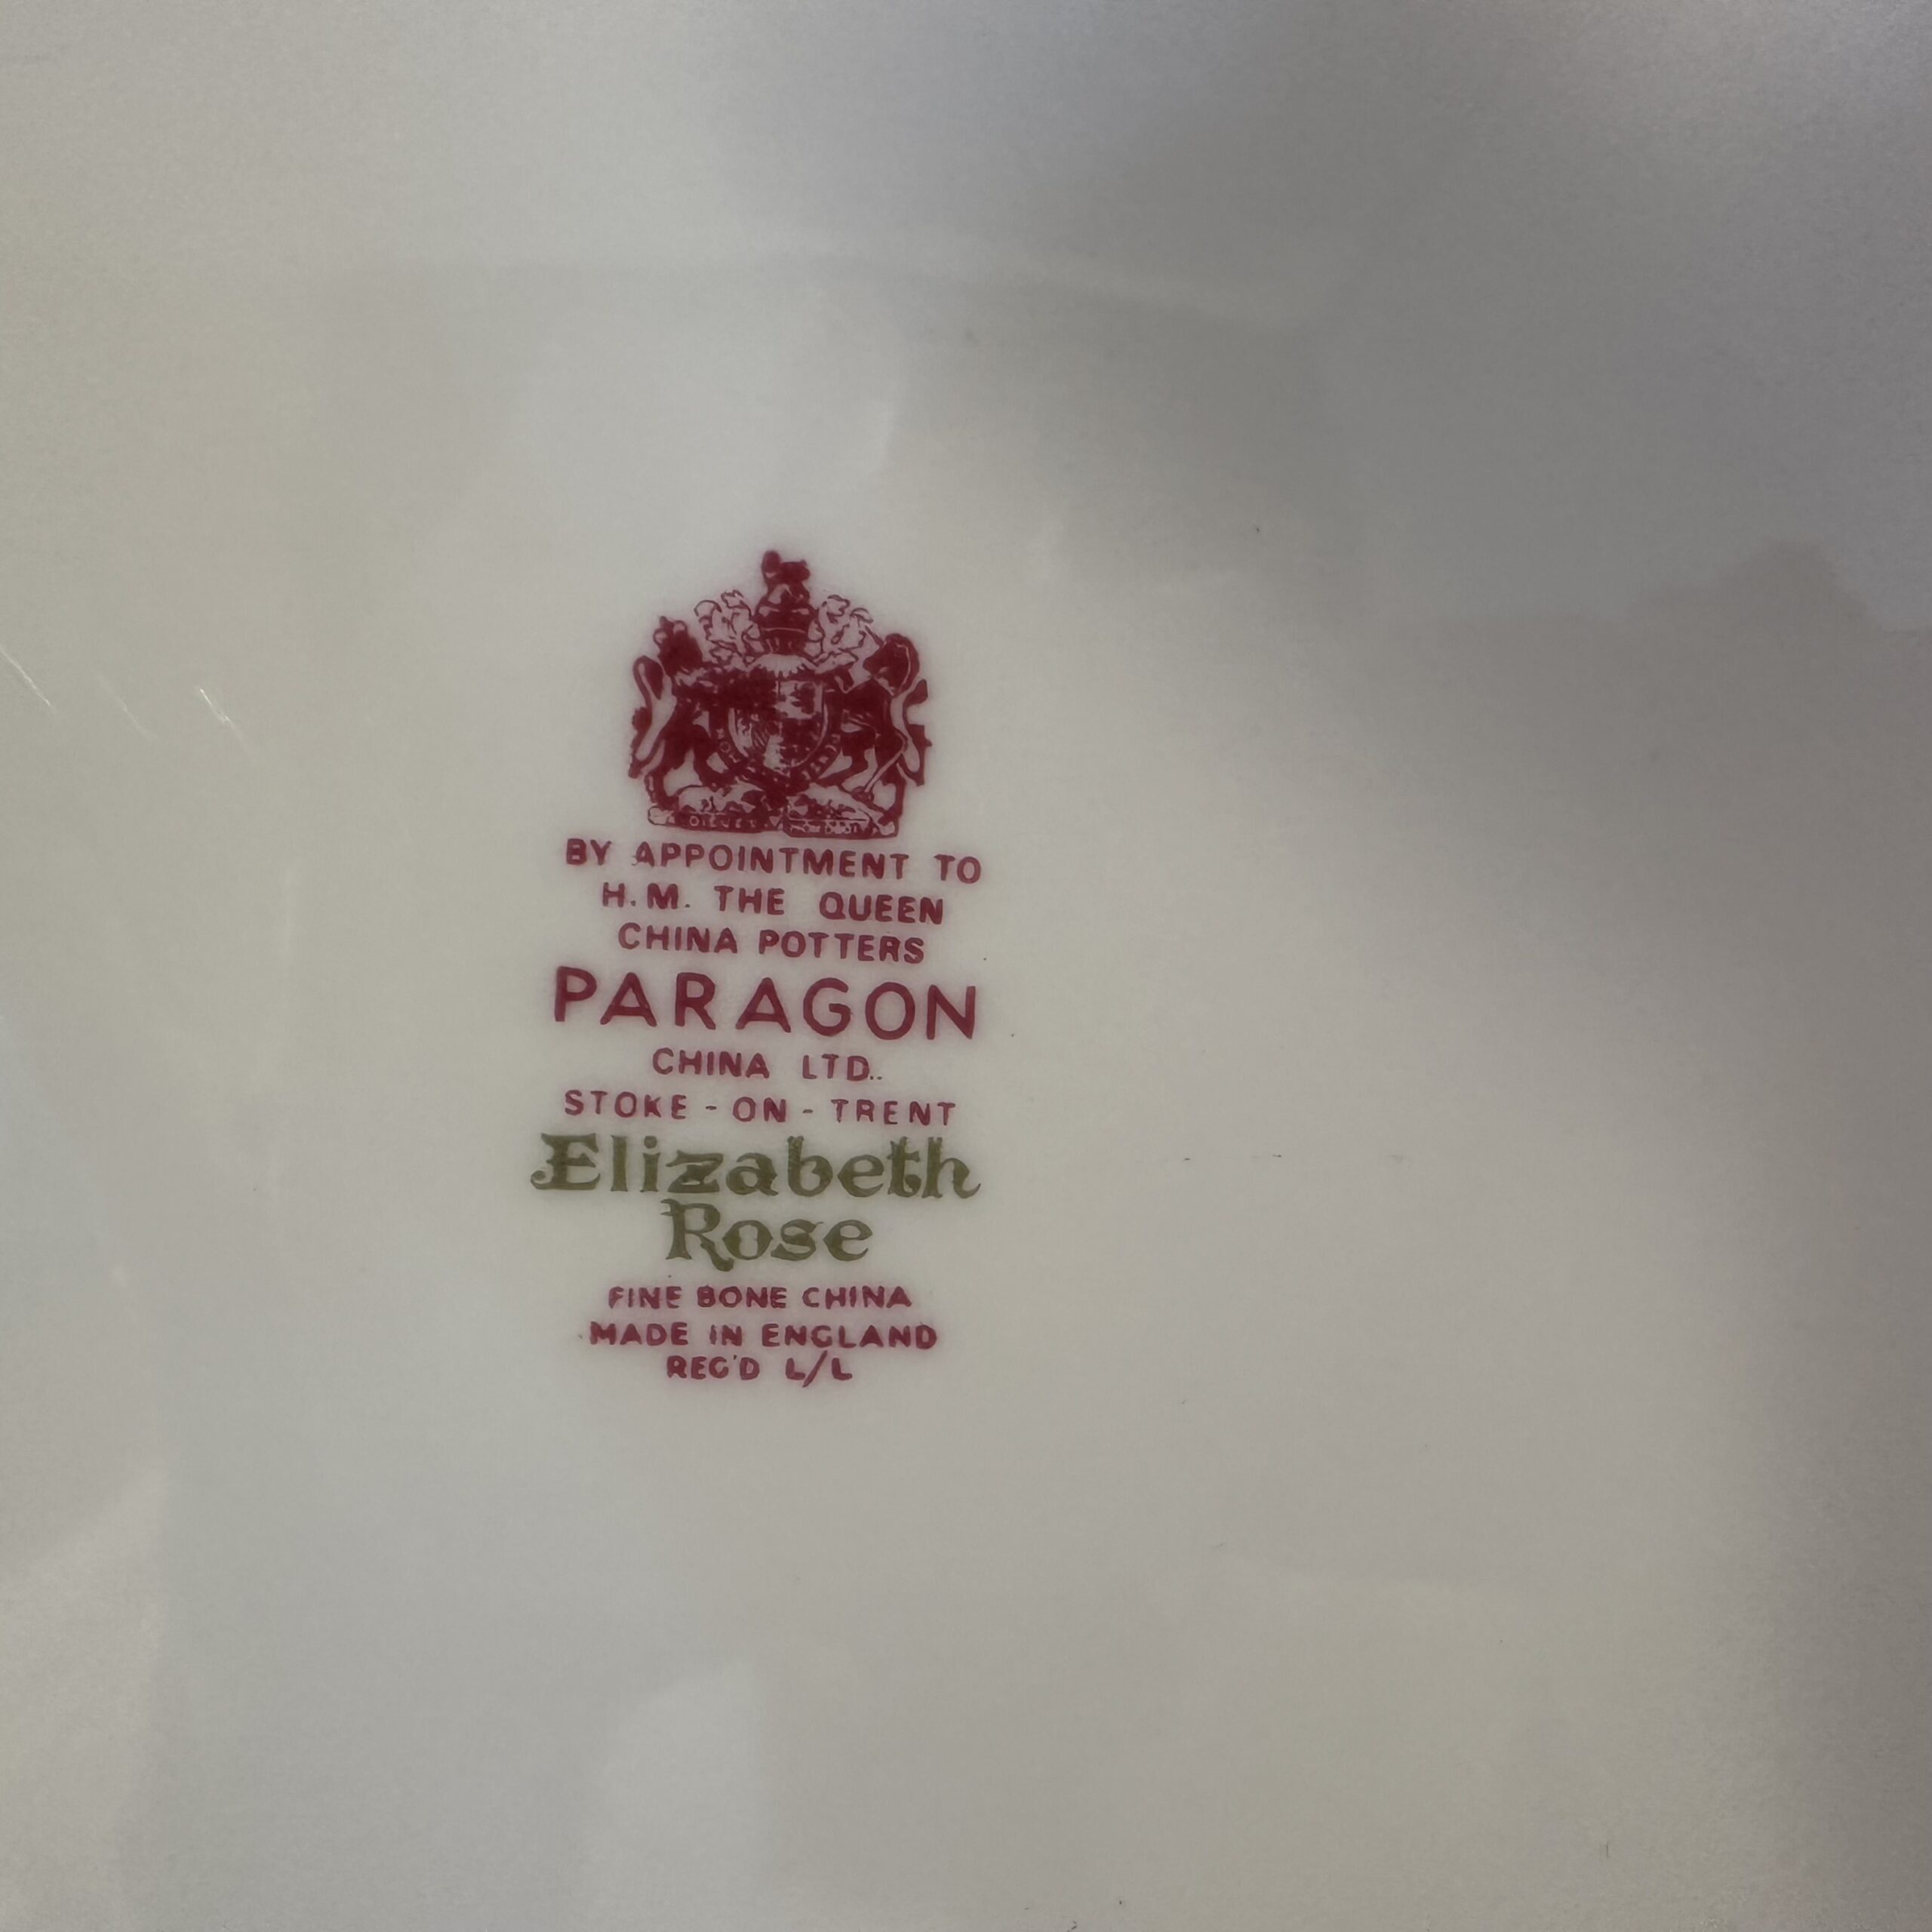 BY APPOINTMENT TO
H.M. THE QUEEN
CHINA POTTERS
PARAGON
CHINA LTD.
STOKE-ON-TRENT
Elizabeth
Rose
FINE BONE CHINA
MADE IN ENGLAND
REG'D L/L